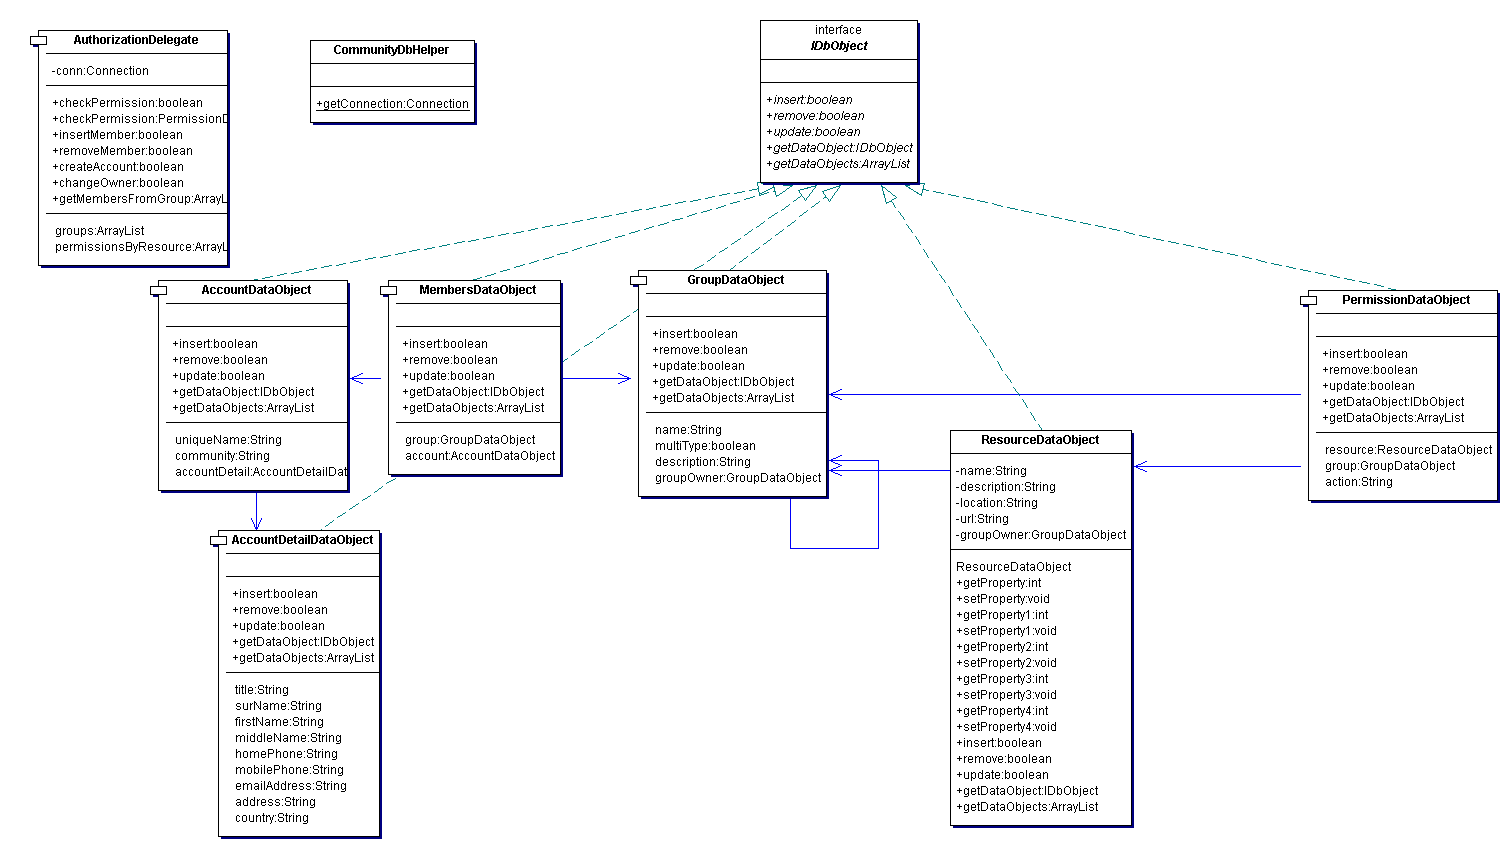 AuthorizationDelegate
-conn:Connection
+checkPermission:boolean
+checkPermission:PermissionD
+insertMember:boolean
+removeMember:boolean
+createAccount:boolean
+changeOwner:boolean
+getMembersFromGroup:ArrayL
groups:ArrayList
permissionsByResource:ArrayL
CommunityDbHelper
+getConnection:Connection
interface
IDbObject
+insert:boolean
+remove:boolean
+update:boolean
+getDataObject:IDbObject
+getDataObjects:ArrayList
AccountDataObject
+insert:boolean
+remove:boolean
+update:boolean
+getDataObject:IDbObject
+getDataObjects:ArrayList
uniqueName:String
community:String
accountDetail:AccountDetailDat
MembersDataObject
+insert:boolean
+remove:boolean
+update:boolean
+getDataObject:IDbObject
+getDataObjects:ArrayList
group:GroupDataObject
account:AccountDataObject
GroupDataObject
+insert:boolean
+remove:boolean
+update:boolean
+getDataObject:IDbObject
+getDataObjects:ArrayList
name:String
multiType:boolean
description:String
groupOwner:GroupDataObject
PermissionDataObject
+insert:boolean
+remove:boolean
+update:boolean
+getDataObject:IDbObject
+getDataObjects:ArrayList
resource:ResourceDataObject
group:GroupDataObject
action:String
ResourceDataObject
-name:String
-description:String
-location:String
-url:String
-groupOwner:GroupDataObject
ResourceDataObject
+getProperty:int
+setProperty:void
+getProperty1:int
+setProperty1:void
+getProperty2:int
+setProperty2:void
+getProperty3:int
+setProperty3:void
+getProperty4:int
+setProperty4:void
+insert:boolean
+remove:boolean
+update:boolean
+getDataObject:IDbObject
+getDataObjects:ArrayList
AccountDetailDataObject
+insert:boolean
+remove:boolean
+update:boolean
+getDataObject:IDbObject
+getDataObjects:ArrayList
title:String
surName:String
firstName:String
middleName:String
homePhone:String
mobilePhone:String
emailAddress:String
address:String
country:String